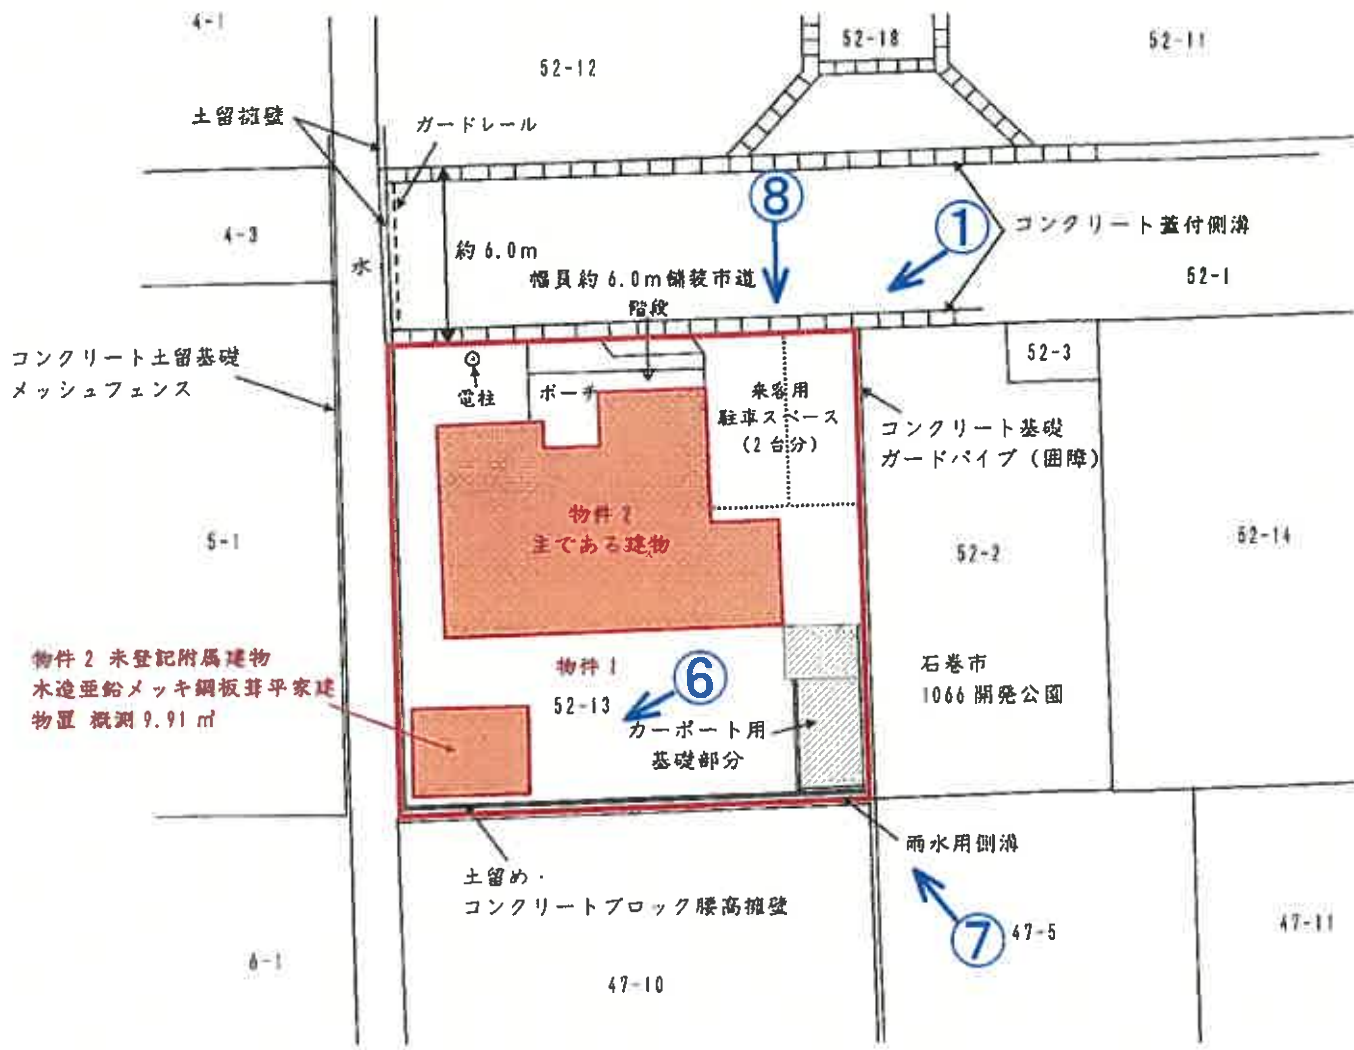 4-1
52-12
52-18
52-11
土留擁壁
ガードレール
⑧
①
コンクリート蓋付側溝
4-3
水
約6.0m
幅員約6.0m舗装市道
階段
52-1
コンクリート土留基礎
メッシュフェンス
電柱
ポーチ
来客用
駐車スペース
(2台分)
52-3
コンクリート基礎
ガードパイプ(囲障)
5-1
物件2
主である建物
52-2
52-14
物件2 未登記附属建物
木造亜鉛メッキ鋼板葺平家建
物置 概測9.91㎡
物件1
52-13
⑥
カーポート用
基礎部分
石巻市
1066開発公園
雨水用側溝
土留め・
コンクリートブロック腰高擁壁
⑦
47-5
47-11
6-1
47-10